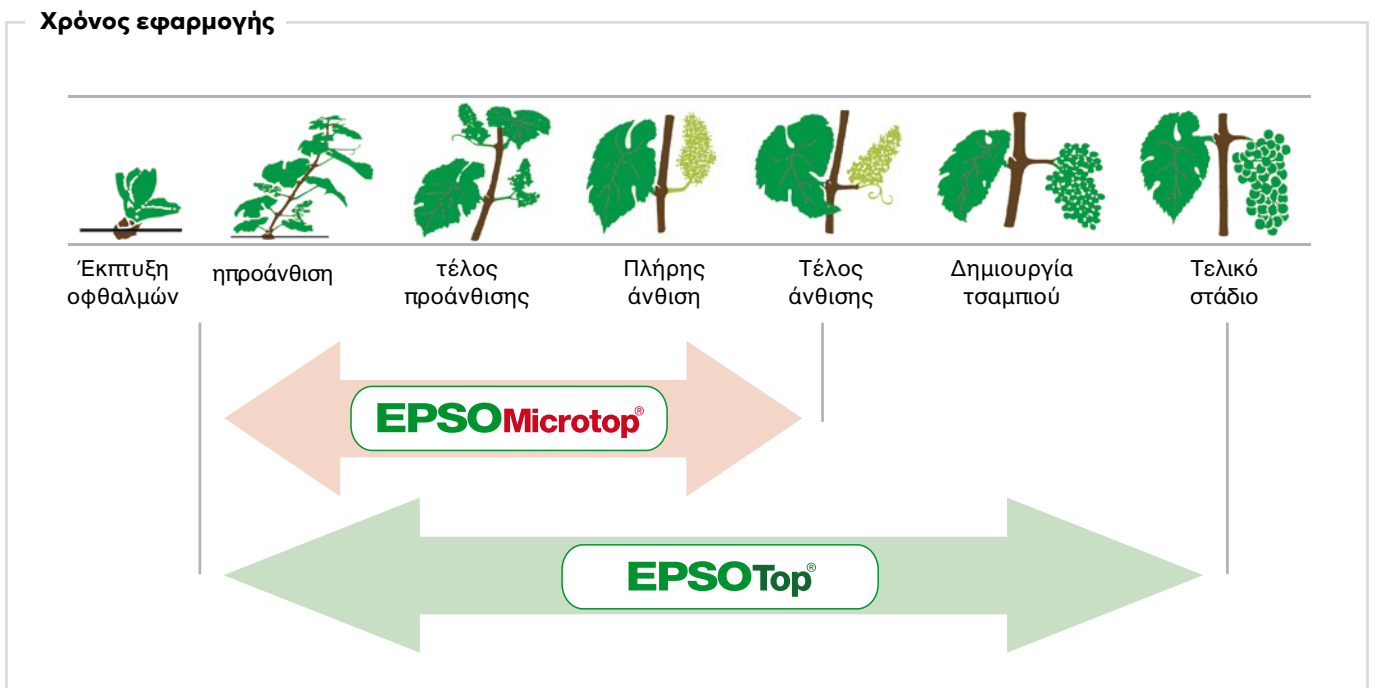 Χρόνος εφαρμογής
Έκπτυξη
οφθαλμών
ηπροάνθιση
τέλος
προάνθισης
Πλήρης
άνθιση
Τέλος
άνθισης
Δημιουργία
τσαμπιού
Τελικό
στάδιο
EPSOMicrotop®
EPSOTop®